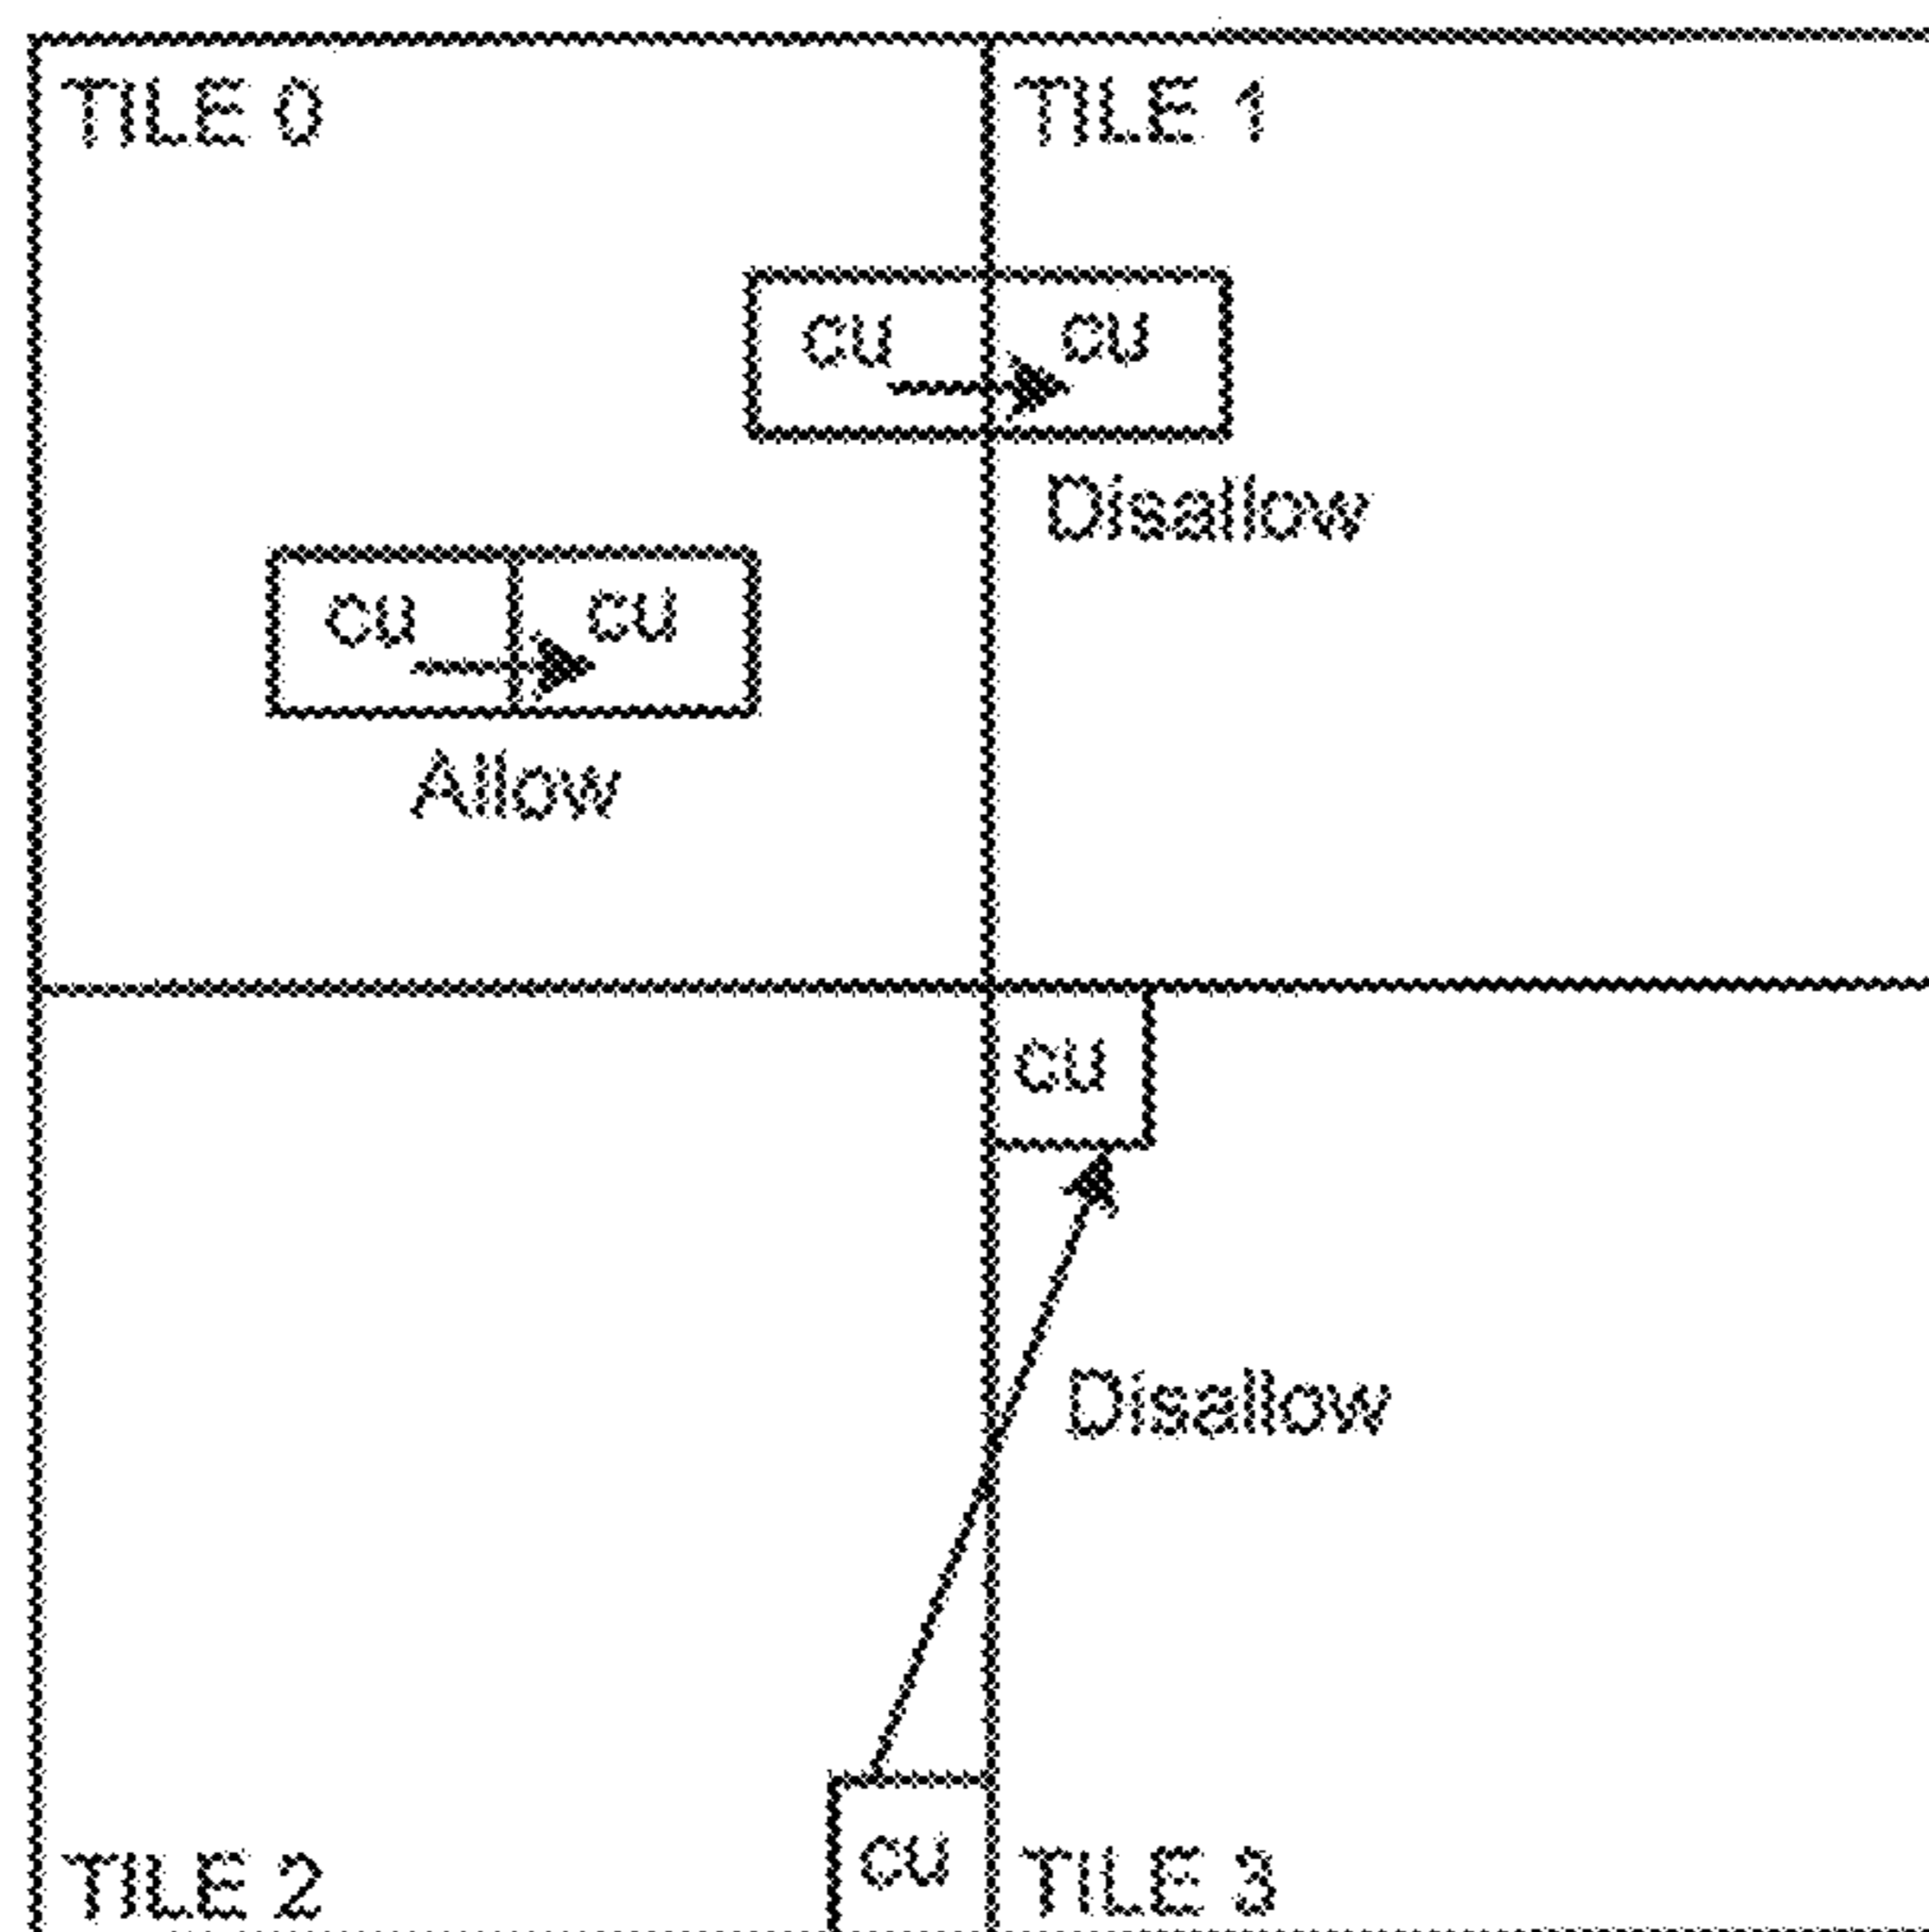 TILE 0
TILE 1
cu
cu
Disallow
cu
cu
Allow
cu
Disallow
cu
TILE 2
TILE 3